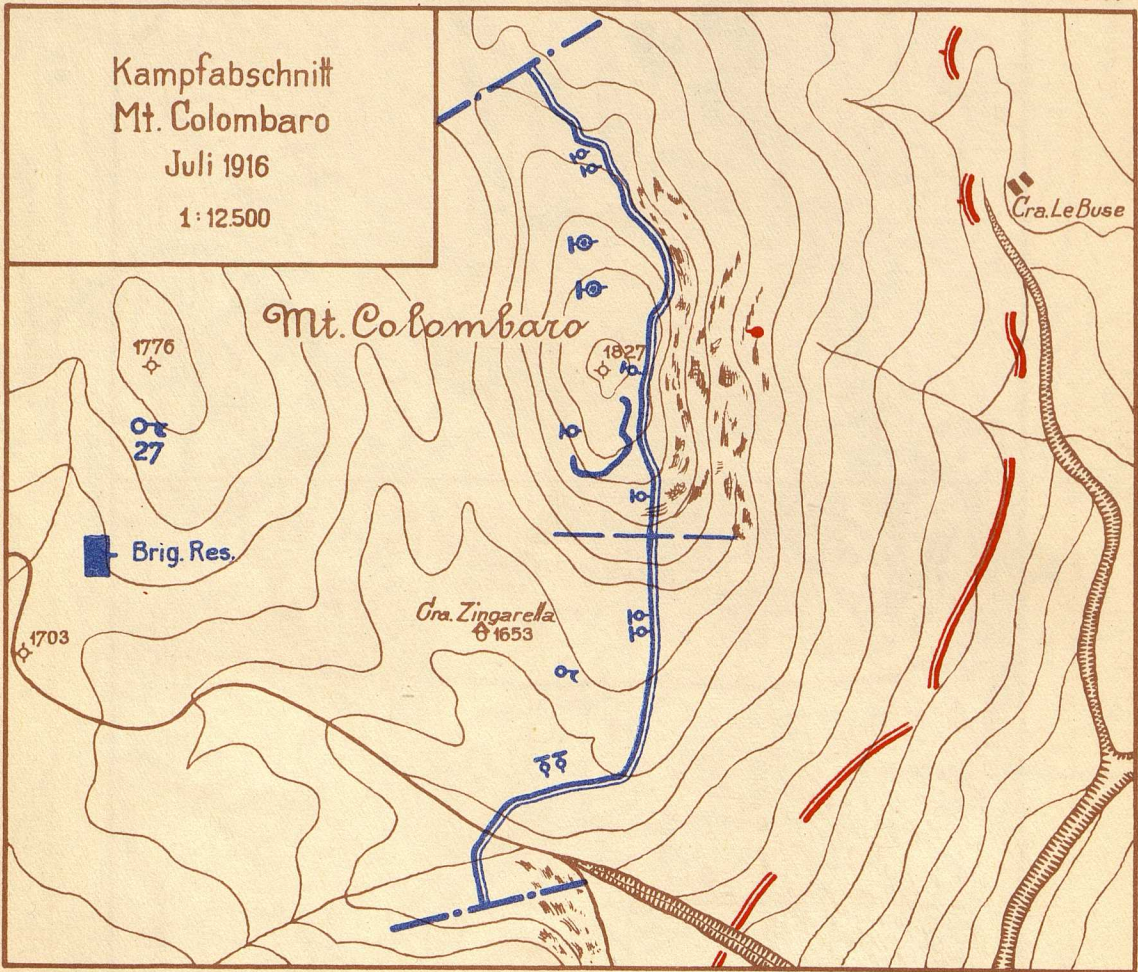 Kampfabschnitt
Mt. Colombaro
Juli 1916
1:12.500
Cra. Le Buse
Mt. Colombaro
1776
1827
27
Brig. Res.
Cra. Zingarella
1653
1703